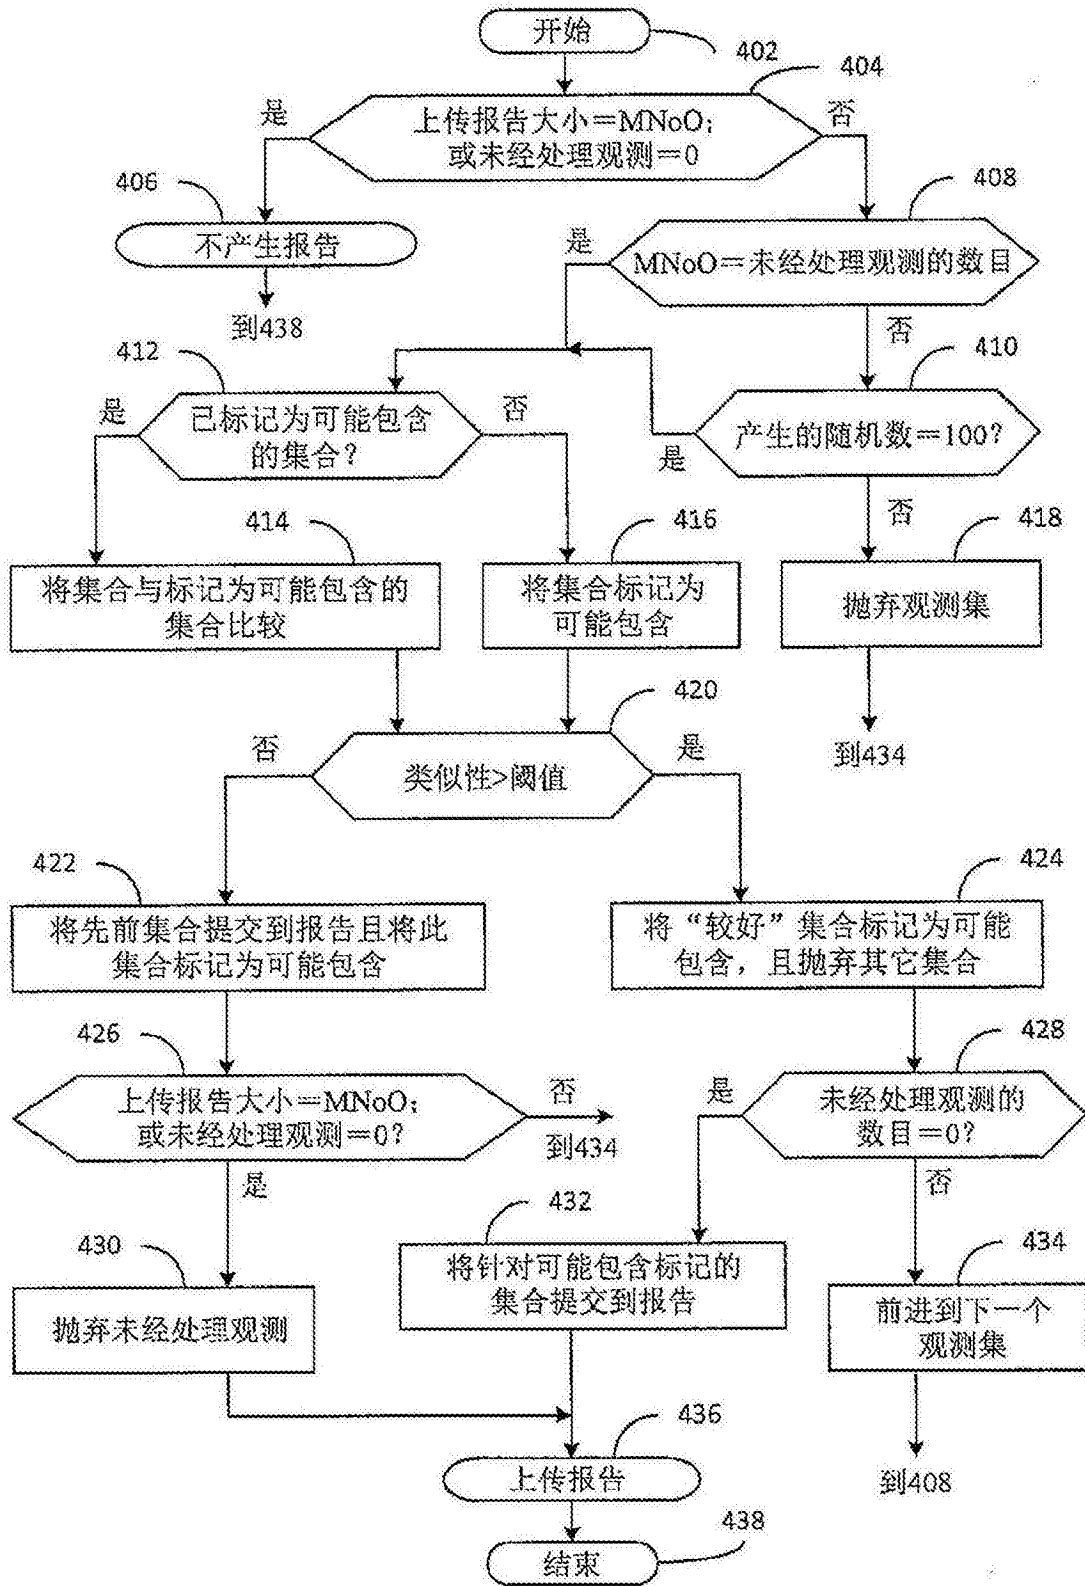 开始
402
404
是
上传报告大小=MNoO;
或未经处理观测=0
否
406
408
不产生报告
是
MNoO=未经处理观测的数目
到438
否
412
410
是
已标记为可能包含
的集合?
否
产生的随机数=100?
是
414
416
否
418
将集合与标记为可能包含的
集合比较
将集合标记为
可能包含
抛弃观测集
420
否
是
到434
类似性>阈值
422
424
将先前集合提交到报告且将此
集合标记为可能包含
将“较好”集合标记为可能
包含, 且抛弃其它集合
426
428
上传报告大小=MNoO;
或未经处理观测=0?
否
是
未经处理观测的
数目=0?
到434
是
否
432
430
434
将针对可能包含标记的
集合提交到报告
抛弃未经处理观测
前进到下一个
观测集
436
上传报告
到408
438
结束